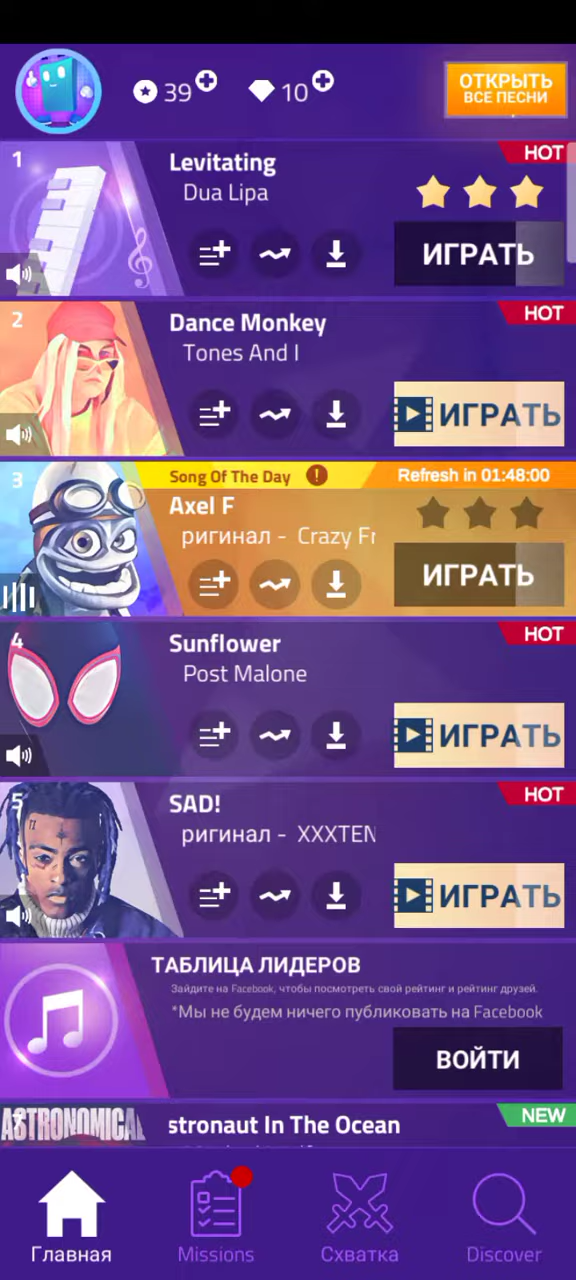 39
10
ОТКРЫТЬ
ВСЕ ПЕСНИ
1
Levitating
HOT
Dua Lipa
ИГРАТЬ
2
Dance Monkey
HOT
Tones And I
ИГРАТЬ
3
Song Of The Day !
Refresh in 01:48:00
Axel F
ригинал - Crazy Fr
ИГРАТЬ
4
Sunflower
HOT
Post Malone
ИГРАТЬ
5
SAD!
HOT
ригинал - XXXTEN
ИГРАТЬ
ТАБЛИЦА ЛИДЕРОВ
Зайдите на Facebook, чтобы посмотреть свой рейтинг и рейтинг друзей.
*Мы не будем ничего публиковать на Facebook
ВОЙТИ
ASTRONOMICAL
stronaut In The Ocean
NEW
Главная
Missions
Схватка
Discover